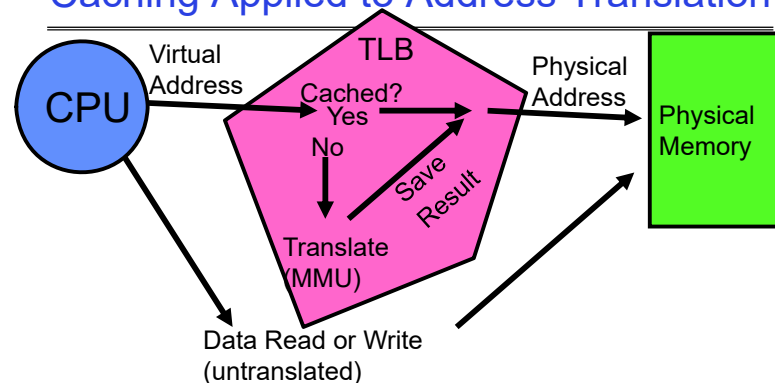 Caching Applied to Address Translation
TLB
Virtual
Address
CPU
Cached?
Yes
No
Save
Result
Translate
(MMU)
Physical
Address
Physical
Memory
Data Read or Write
(untranslated)